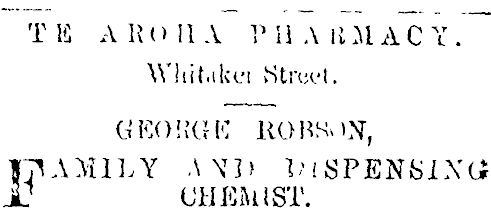 TE AROHA PHARMACY.
Whitaker Street.
GEORGE ROBSON,
FAMILY AND DISPENSING
CHEMIST.